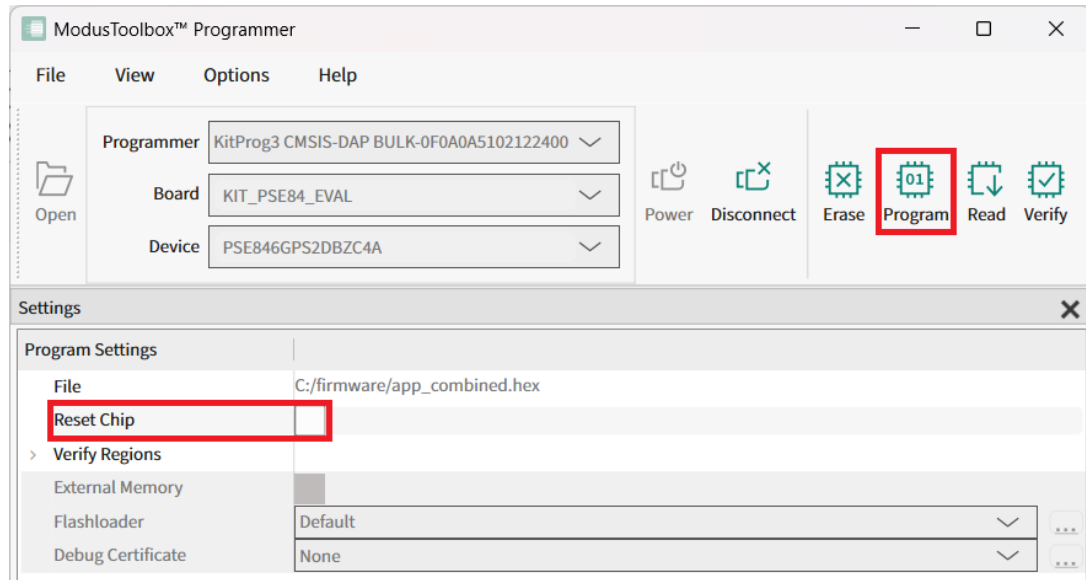 ModusToolbox™ Programmer
File View Options Help
Open
Programmer KitProg3 CMSIS-DAP BULK-0F0A0A5102122400
Board KIT_PSE84_EVAL
Device PSE846GPS2DBZC4A
Power Disconnect Erase 01 Program Read Verify
Settings
Program Settings
File C:/firmware/app_combined.hex
Reset Chip
Verify Regions
External Memory
Flashloader Default ...
Debug Certificate None ...